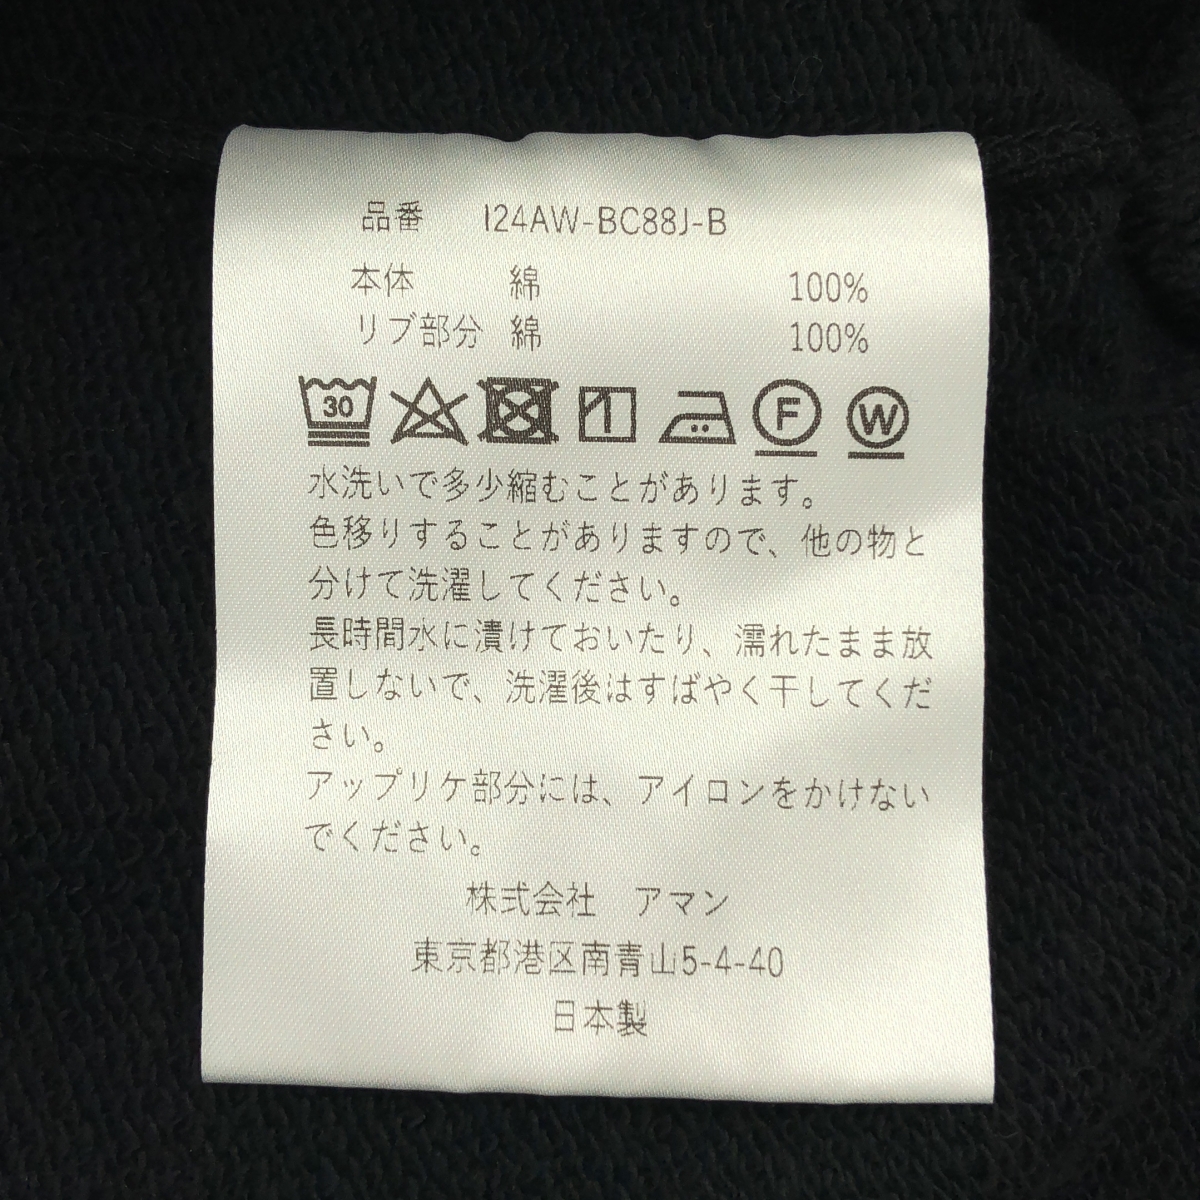 品番 I24AW-BC88J-B
本体 綿 100%
リブ部分 綿 100%
30 F W
水洗いで多少縮むことがあります。
色移りすることがありますので、他の物と
分けて洗濯してください。
長時間水に漬けておいたり、濡れたまま放
置しないで、洗濯後はすばやく干してくだ
さい。
アップリケ部分には、アイロンをかけない
でください。
株式会社 アマン
東京都港区南青山5-4-40
日本製